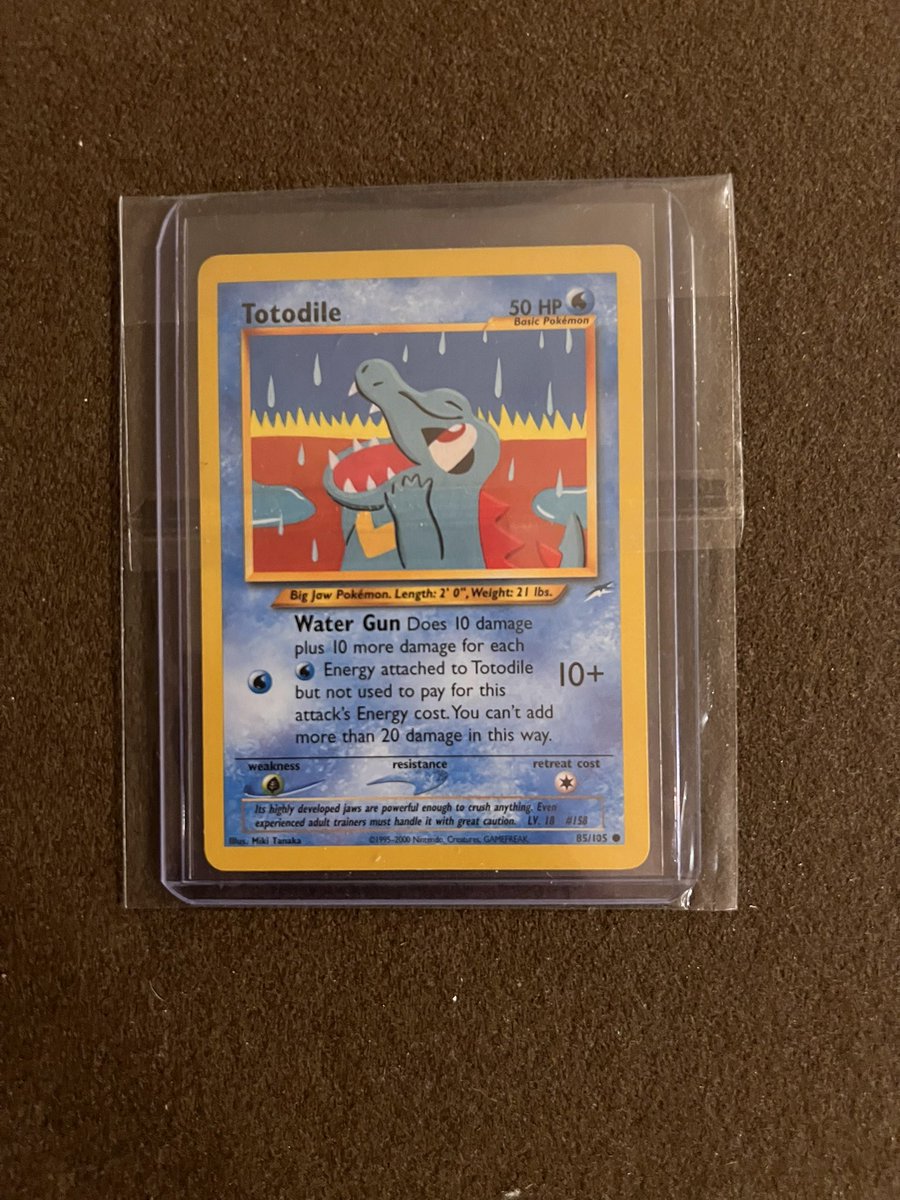 Totodile 50 HP
Basic Pokémon
Big Jaw Pokémon. Length: 2' 0", Weight: 21 lbs.
Water Gun Does 10 damage
plus 10 more damage for each
Energy attached to Totodile
but not used to pay for this
attack's Energy cost. You can't add
more than 20 damage in this way.
10+
weakness resistance retreat cost
Its highly developed jaws are powerful enough to crush anything. Even
experienced adult trainers must handle it with great caution. LV. 18 #158
Illus. Miki Tanaka ©1995-2000 Nintendo, Creatures, GAMEFREAK. 85/105